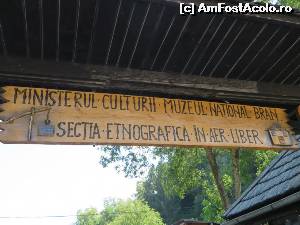 (c) AmFostAcolo.ro
MINISTERUL CULTURII · MUZEUL NATIONAL BRAN
SECTIA · ETNOGRAFICA · IN · AER · LIBER